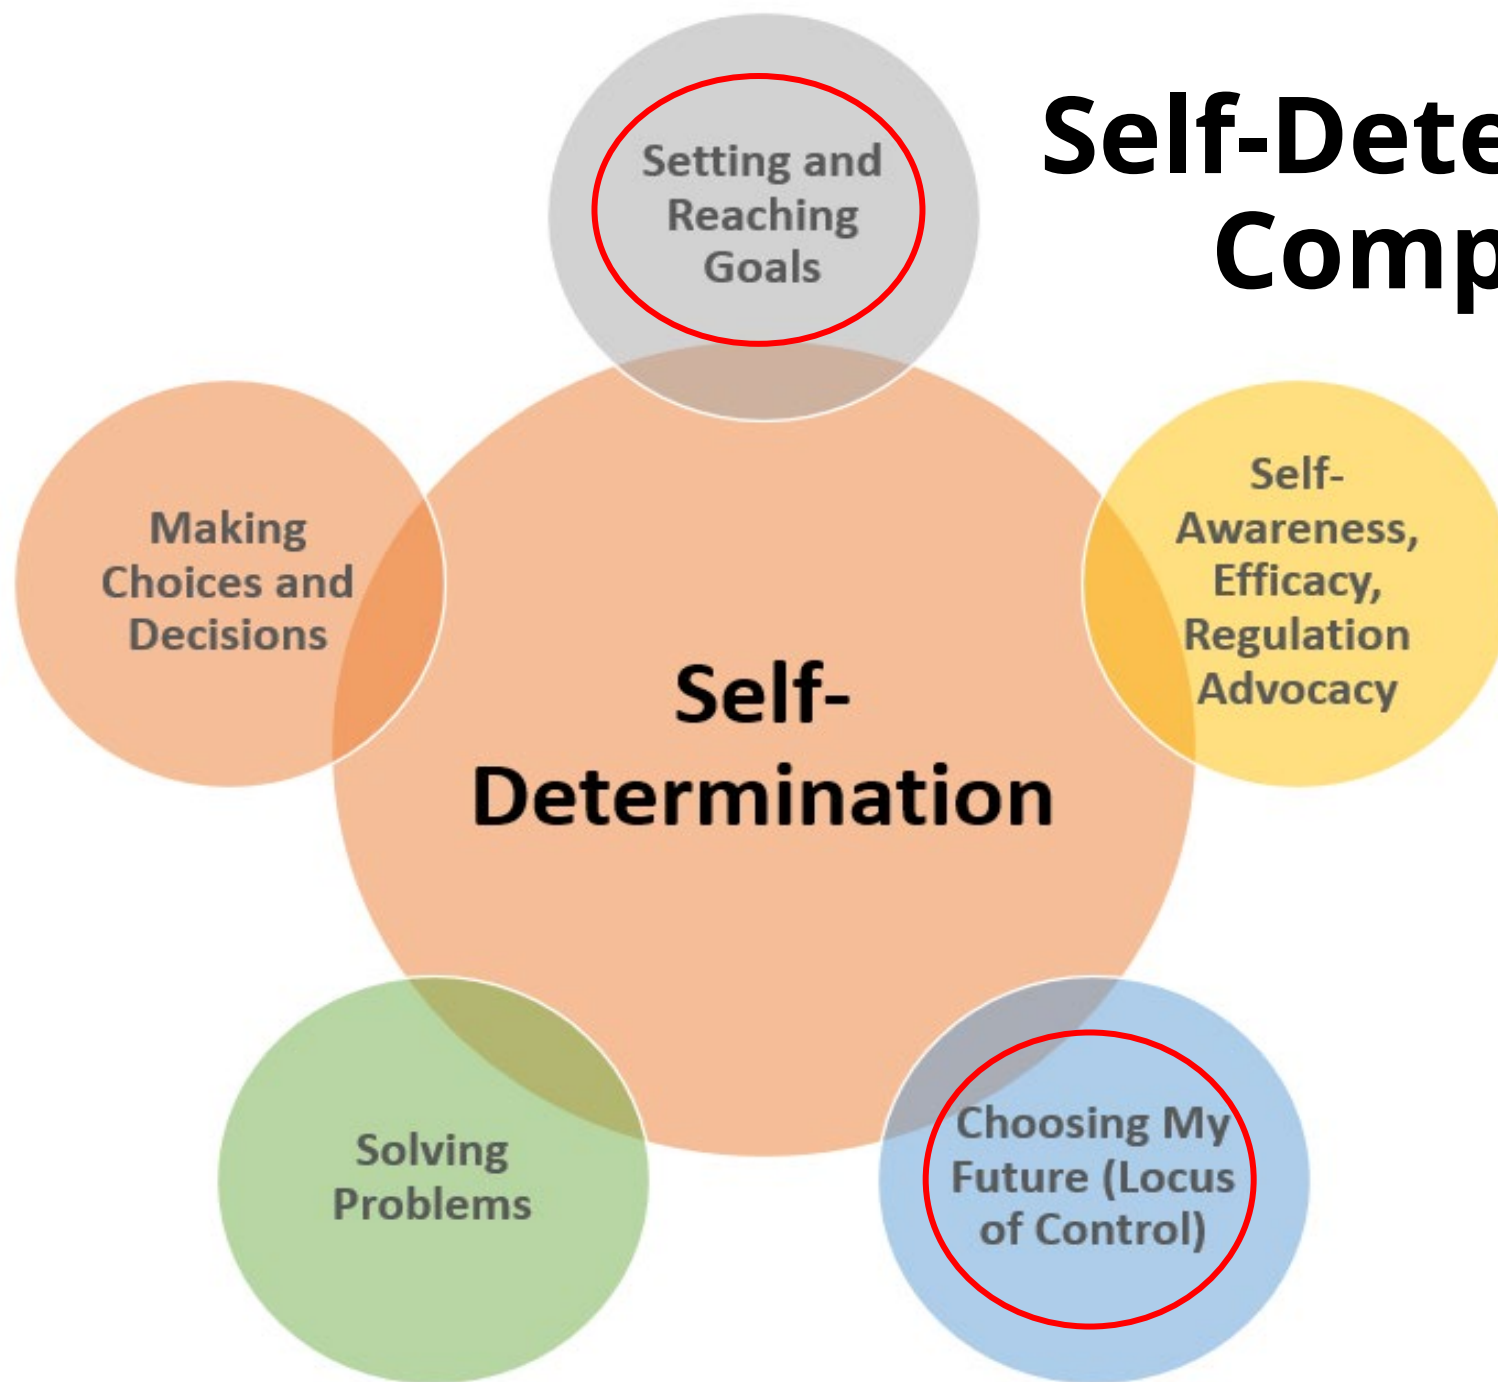 Self-Dete
Comp
Setting and
Reaching
Goals
Self-
Awareness,
Efficacy,
Regulation
Advocacy
Making
Choices and
Decisions
Self-
Determination
Choosing My
Future (Locus
of Control)
Solving
Problems